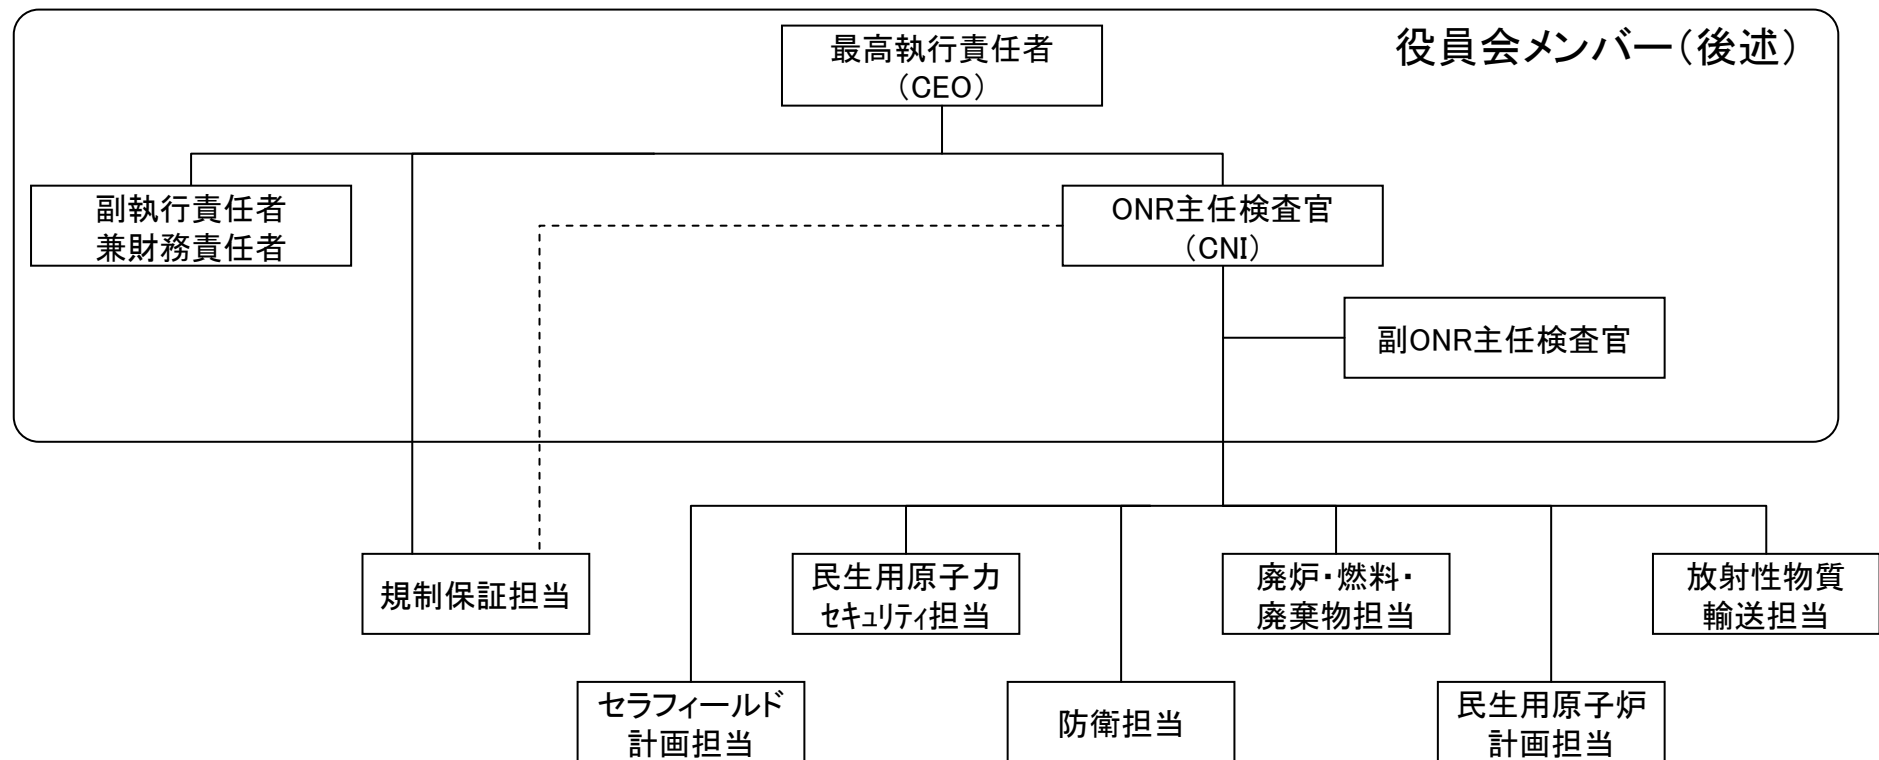 役員会メンバー（後述）
最高執行責任者
（CEO）
副執行責任者
兼財務責任者
ONR主任検査官
（CNI）
副ONR主任検査官
規制保証担当
民生用原子力
セキュリティ担当
廃炉・燃料・
廃棄物担当
放射性物質
輸送担当
セラフィールド
計画担当
防衛担当
民生用原子炉
計画担当